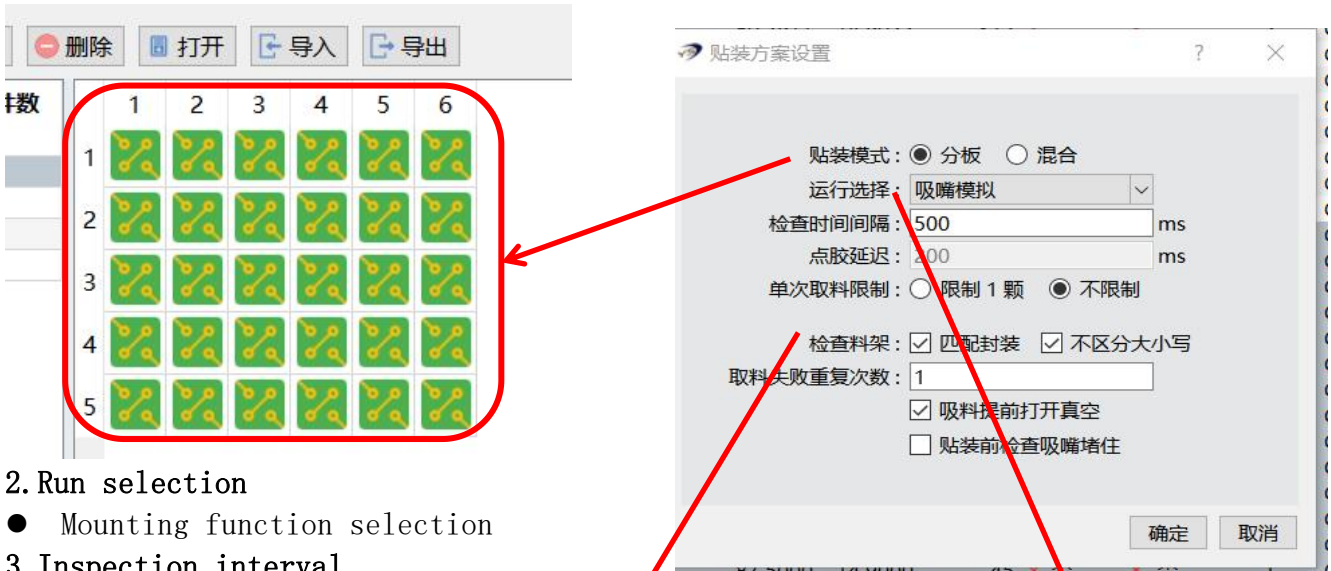 删除 打开 导入 导出
件数
1 2 3 4 5 6
1
2
3
4
5
2.Run selection
● Mounting function selection
3.Inspection interval
贴装方案设置 ?
贴装模式: 分板 混合
运行选择: 吸嘴模拟
检查时间间隔: 500 ms
点胶延迟: 200 ms
单次取料限制: 限制 1 颗 不限制
检查料架: 匹配封装 不区分大小写
取料失败重复次数: 1
吸料提前打开真空
贴装前检查吸嘴堵住
确定 取消